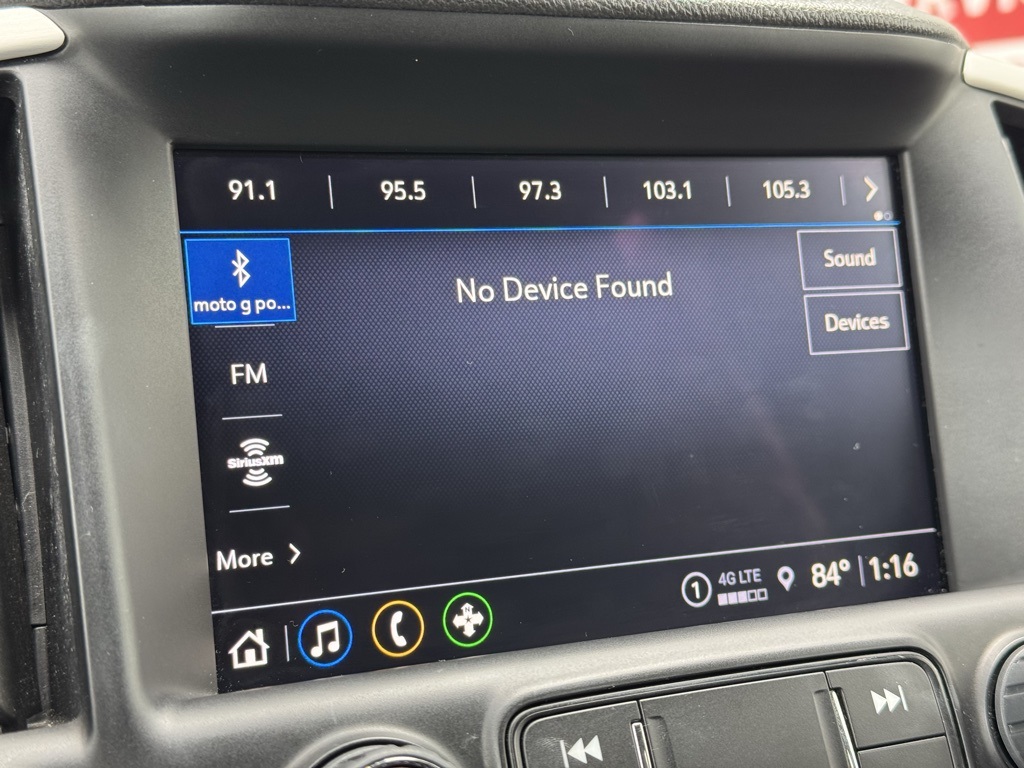 91.1 95.5 97.3 103.1 105.3
moto g po...
No Device Found
Sound
Devices
FM
SiriusXm
More
1 4G LTE 84° 1:16
N